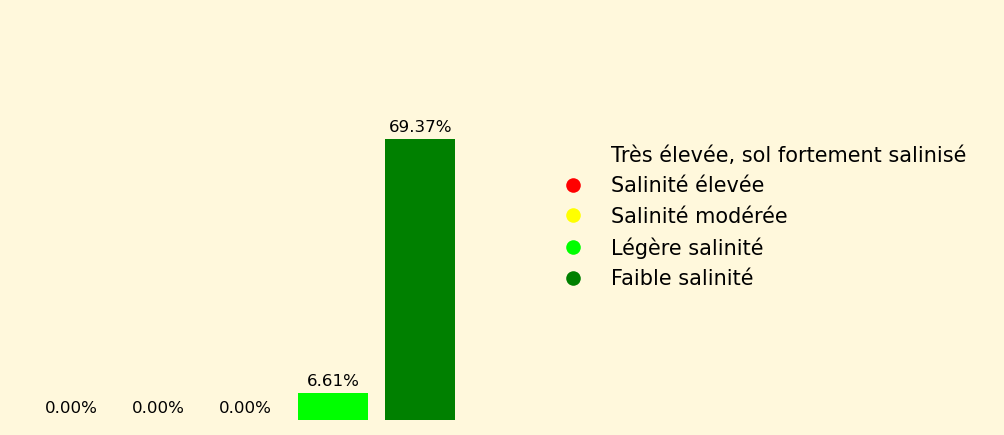 69.37%
6.61%
0.00% 0.00% 0.00%
Très élevée, sol fortement salinisé
Salinité élevée
Salinité modérée
Légère salinité
Faible salinité